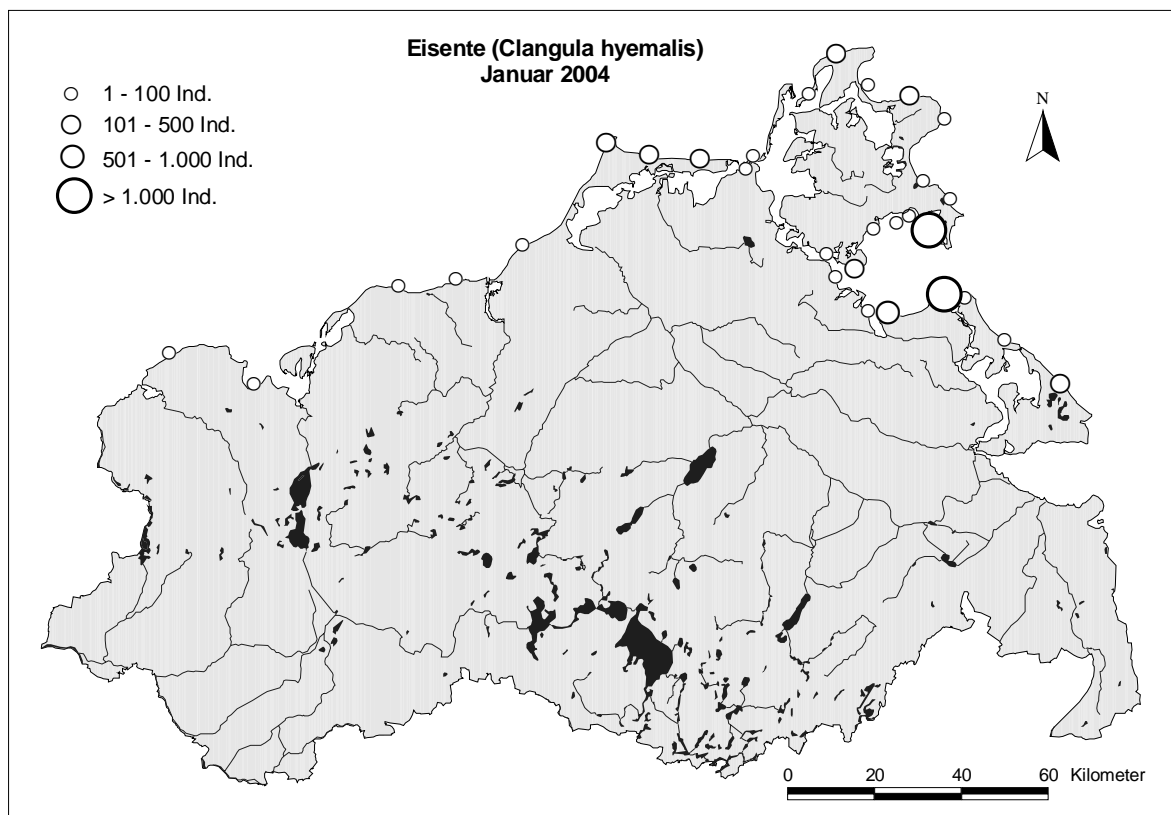 Eisente (Clangula hyemalis)
Januar 2004
1 - 100 Ind.
101 - 500 Ind.
501 - 1.000 Ind.
> 1.000 Ind.
N
0 20 40 60 Kilometer